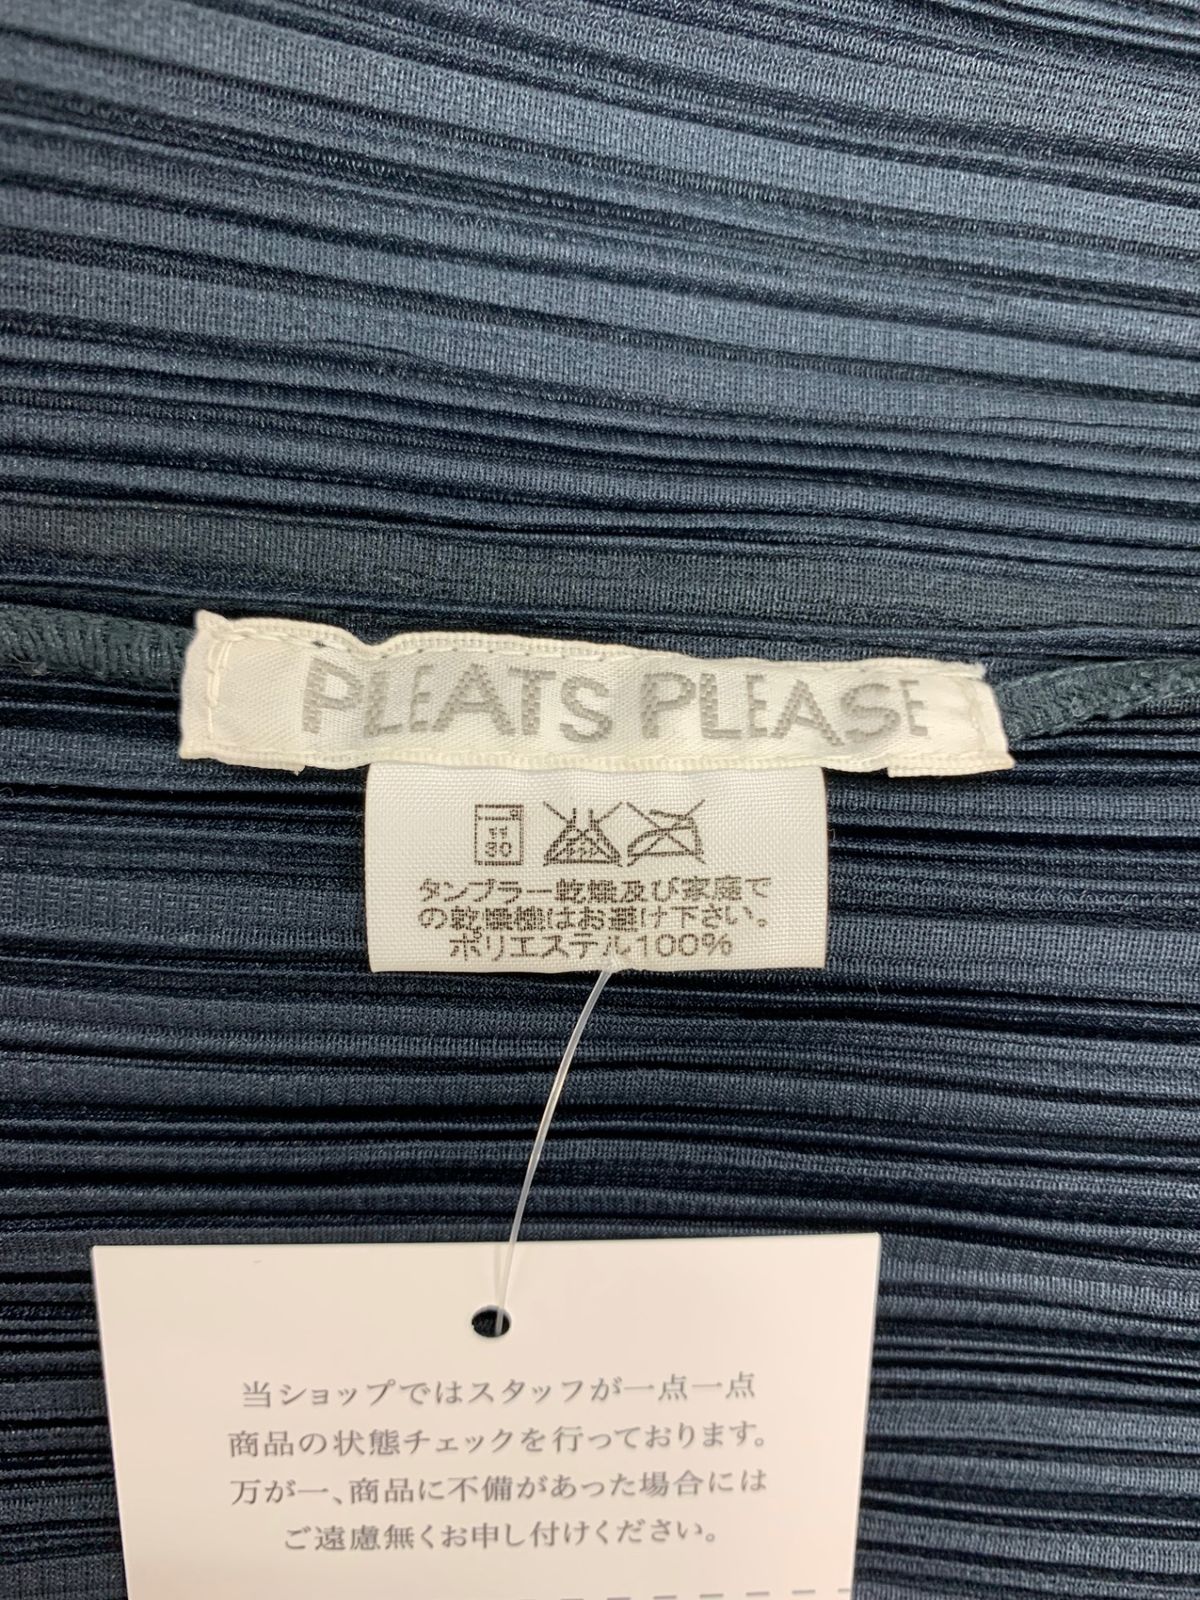 PLEATS PLEASE
30
タンブラー乾燥及び家庭で
の乾燥機はお避け下さい。
ポリエステル100%
当ショップではスタッフが一点一点
商品の状態チェックを行っております。
万が一、商品に不備があった場合には
ご遠慮無くお申し付けください。